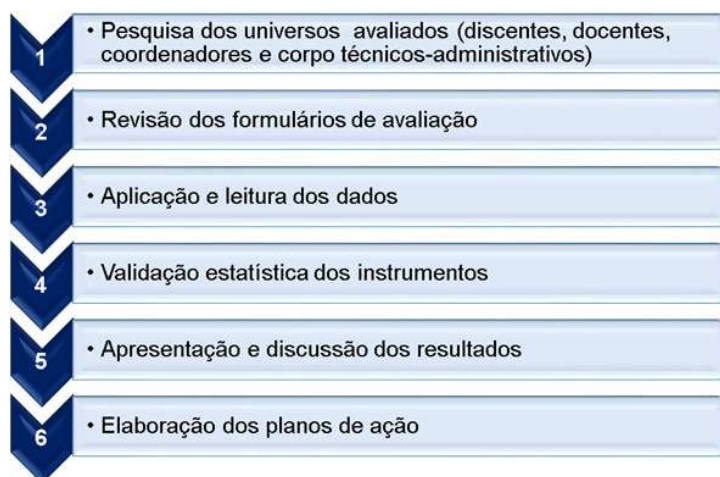 1
• Pesquisa dos universos avaliados (discentes, docentes,
coordenadores e corpo técnicos-administrativos)
2
• Revisão dos formulários de avaliação
3
• Aplicação e leitura dos dados
4
• Validação estatística dos instrumentos
5
• Apresentação e discussão dos resultados
6
• Elaboração dos planos de ação